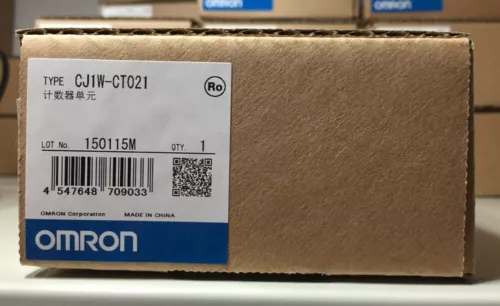 TYPE CJ1W-CT021
计数器单元
Ro
LOT No. 150115M QTY. 1
4 547648 709033
OMRON Corporation MADE IN CHINA
OMRON